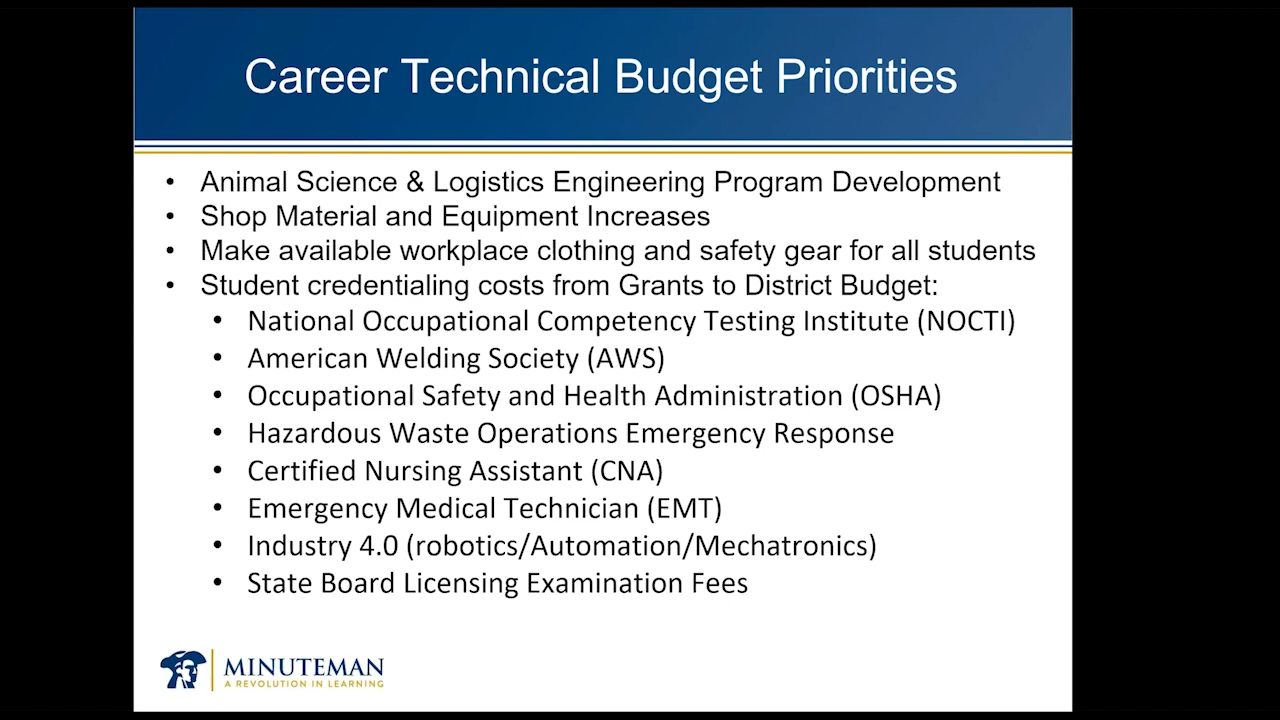 Career Technical Budget Priorities
• Animal Science & Logistics Engineering Program Development
• Shop Material and Equipment Increases
• Make available workplace clothing and safety gear for all students
• Student credentialing costs from Grants to District Budget:
• National Occupational Competency Testing Institute (NOCTI)
• American Welding Society (AWS)
• Occupational Safety and Health Administration (OSHA)
• Hazardous Waste Operations Emergency Response
• Certified Nursing Assistant (CNA)
• Emergency Medical Technician (EMT)
• Industry 4.0 (robotics/Automation/Mechatronics)
• State Board Licensing Examination Fees
MINUTEMAN
A REVOLUTION IN LEARNING